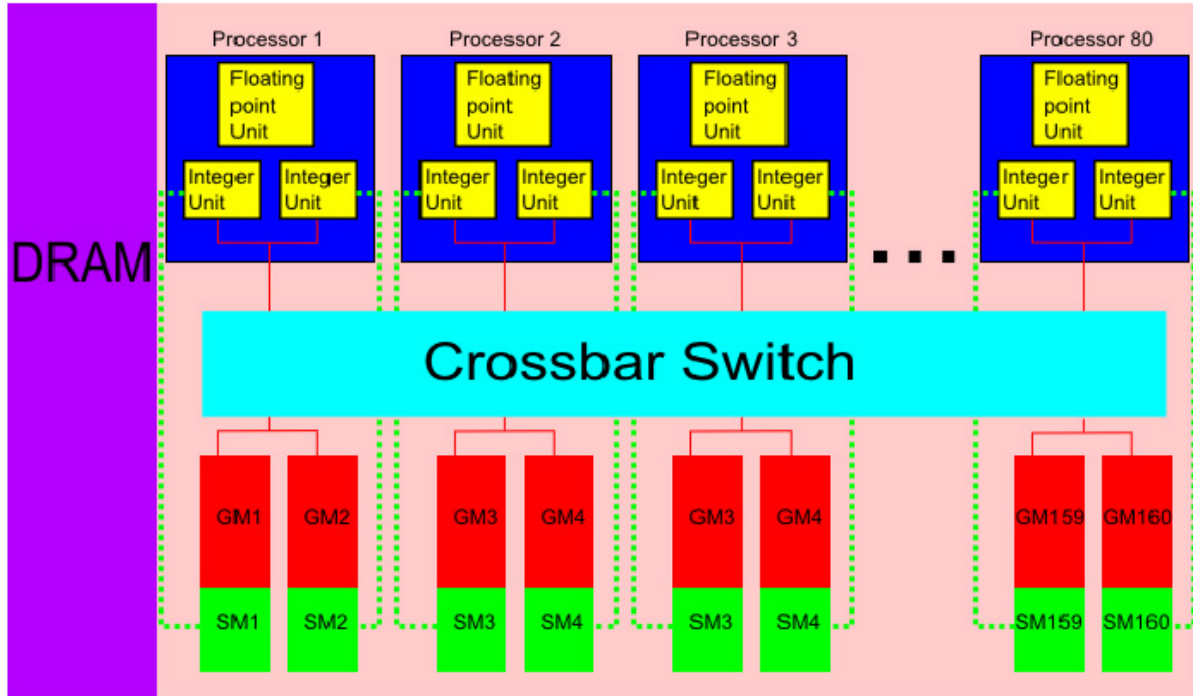 Processor 1
Processor 2
Processor 3
Processor 80
Floating
point
Unit
Floating
point
Unit
Floating
point
Unit
Floating
point
Unit
Integer
Unit
Integer
Unit
Integer
Unit
Integer
Unit
Integer
Unit
Integer
Unit
Integer
Unit
Integer
Unit
DRAM
...
Crossbar Switch
GM1
GM2
GM3
GM4
GM3
GM4
GM159
GM160
SM1
SM2
SM3
SM4
SM3
SM4
SM159
SM160